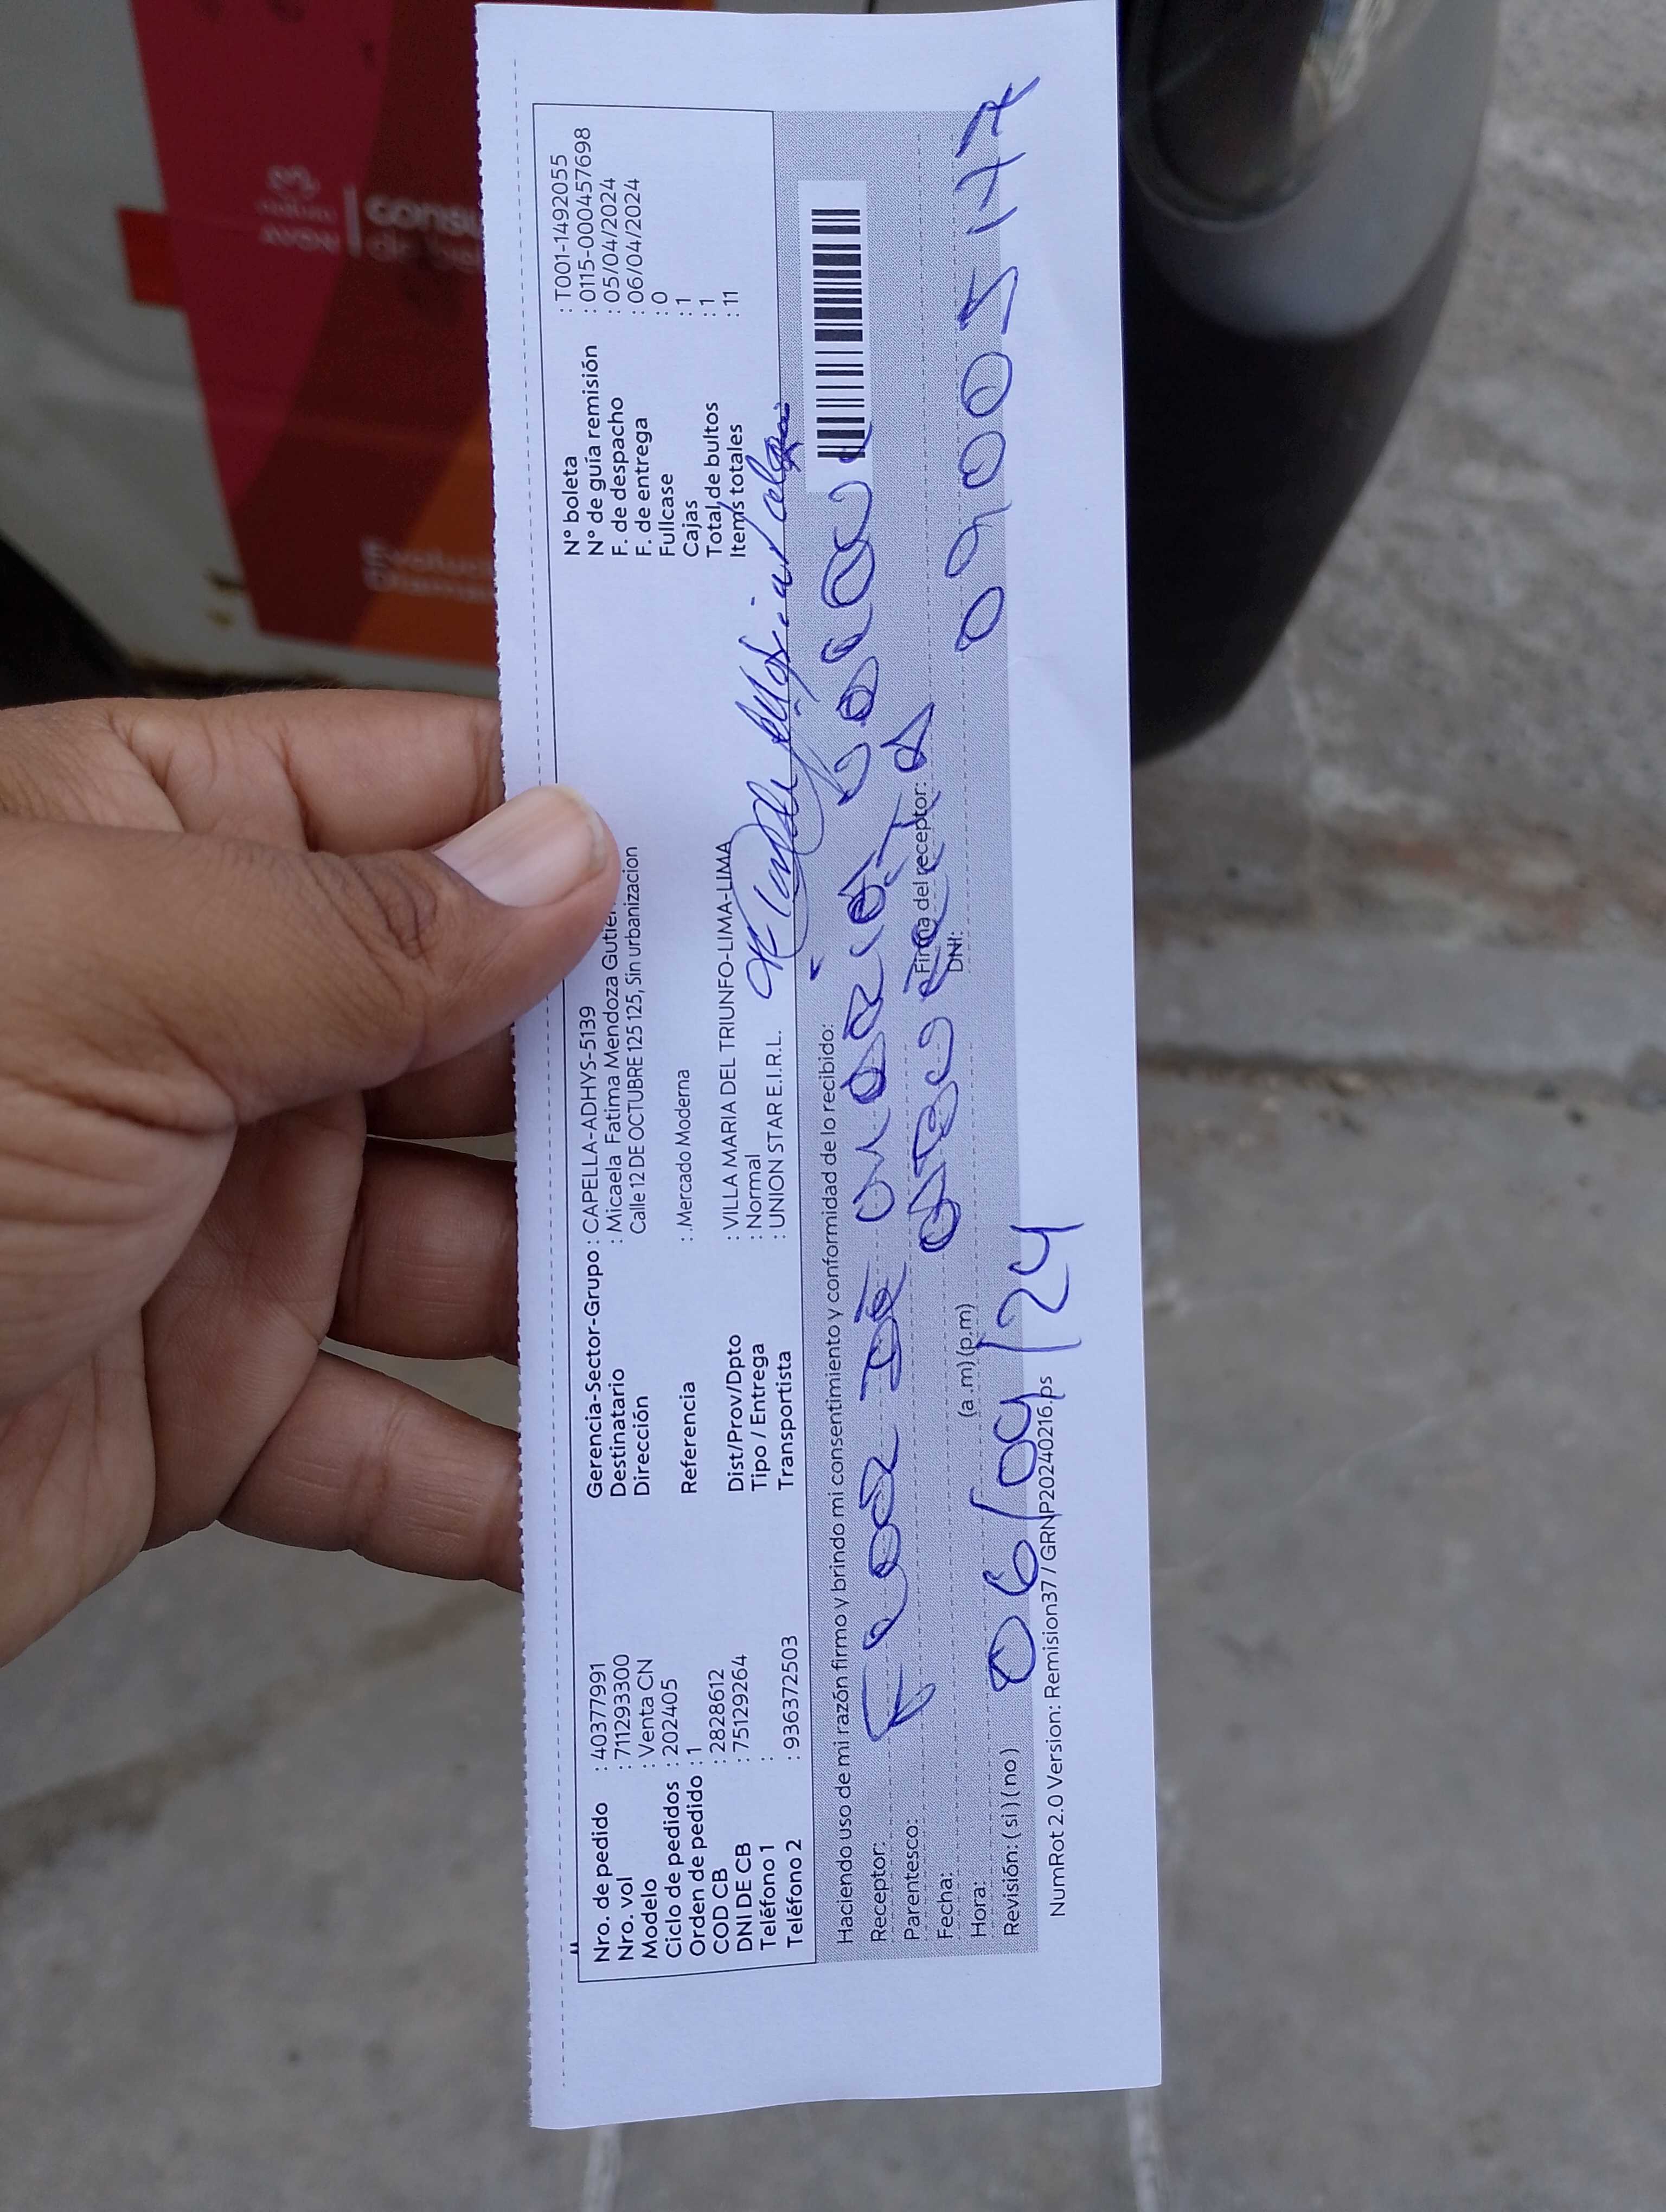 Nro. de pedido : 40377991
Nro. vol : 711293300
Modelo : Venta CN
Ciclo de pedidos : 202405
Orden de pedido : 1
COD CB : 2828612
DNI DE CB : 75129264
Teléfono 1 :
Teléfono 2 : 936372503
Gerencia-Sector-Grupo : CAPELLA-ADHYS-5139
Destinatario : Micaela Fatima Mendoza
Dirección Calle 12 DE OCTUBRE 125 125, Sin urbanizacion
Referencia : .Mercado Moderna
Dist/Prov/Dpto : VILLA MARIA DEL TRIUNFO-LIMA-LIMA
Tipo / Entrega : Normal
Transportista : UNION STAR E.I.R.L.
N° boleta : T001-1492055
N° de guía remisión : 0115-0000457698
F. de despacho : 05/04/2024
F. de entrega : 06/04/2024
Fullcase : 0
Cajas : 1
Total de bultos : 1
Items totales : 11
Haciendo uso de mi razón firmo y brindo mi consentimiento y conformidad de lo recibido:
Receptor: FLOR DE MARIA
Parentesco:
Firma del receptor:
Fecha:
DNI: 09005177
Hora: (a .m) (p.m)
06/04/24
Revisión: ( si ) ( no )
NumRot 2.0 Version: Remision37 / GRNP20240216.ps
AVON